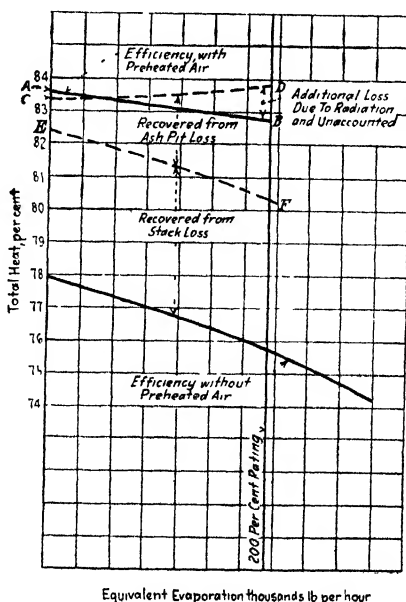 Efficiency, with
Preheated Air
84
A
C
D
Additional Loss
Due To Radiation
and Unaccounted
83
B
E
Recovered from
Ash Pit Loss
82
81
F
80
Recovered from
Stack Loss
78
77
76
75
74
Efficiency without
Preheated Air
Total Heat, per cent
200 Per Cent Rating
Equivalent Evaporation thousands lb per hour